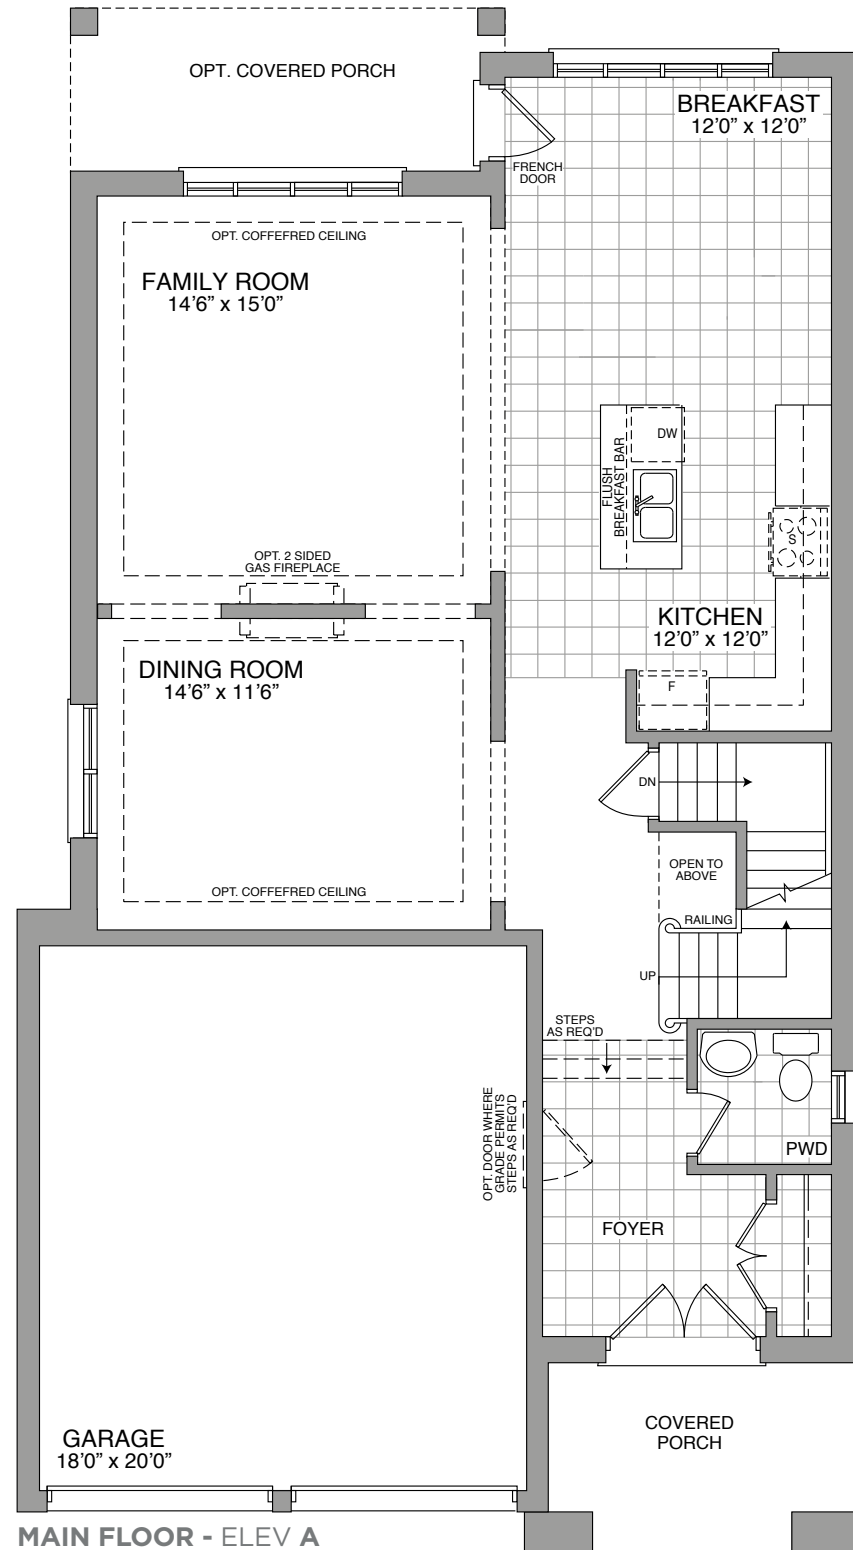 OPT. COVERED PORCH
BREAKFAST
12'0" x 12'0"
FRENCH
DOOR
OPT. COFFEFRED CEILING
FAMILY ROOM
14'6" x 15'0"
DW
FLUSH
BREAKFAST BAR
S
OPT. 2 SIDED
GAS FIREPLACE
KITCHEN
12'0" x 12'0"
DINING ROOM
14'6" x 11'6"
F
DN
OPEN TO
ABOVE
OPT. COFFEFRED CEILING
RAILING
UP
STEPS
AS REQ'D
OPT. DOOR WHERE
GRADE PERMITS
STEPS AS REQ'D
PWD
FOYER
GARAGE
18'0" x 20'0"
COVERED
PORCH
MAIN FLOOR - ELEV A